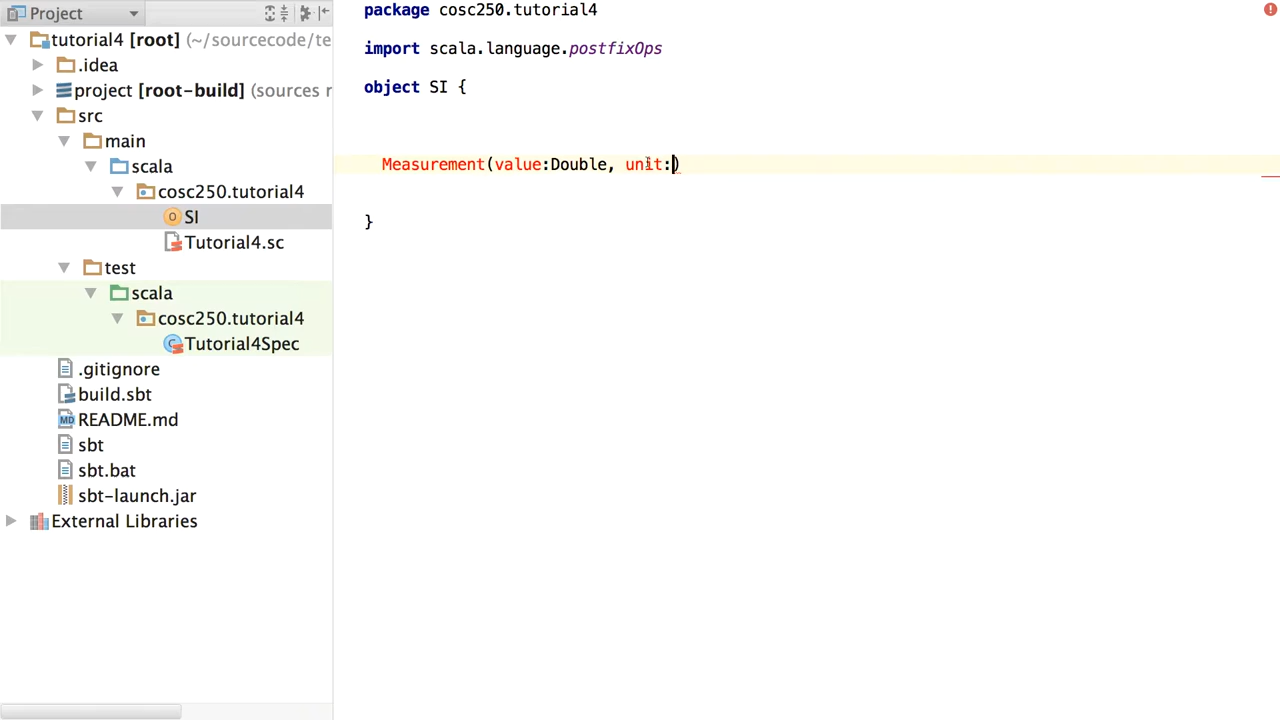 Project
tutorial4 [root] (~/sourcecode/te
.idea
project [root-build] (sources r
src
main
scala
cosc250.tutorial4
SI
Tutorial4.sc
test
scala
cosc250.tutorial4
Tutorial4Spec
.gitignore
build.sbt
README.md
sbt
sbt.bat
sbt-launch.jar
External Libraries
package cosc250.tutorial4
import scala.language.postfixOps
object SI {
Measurement(value:Double, unit:)
}